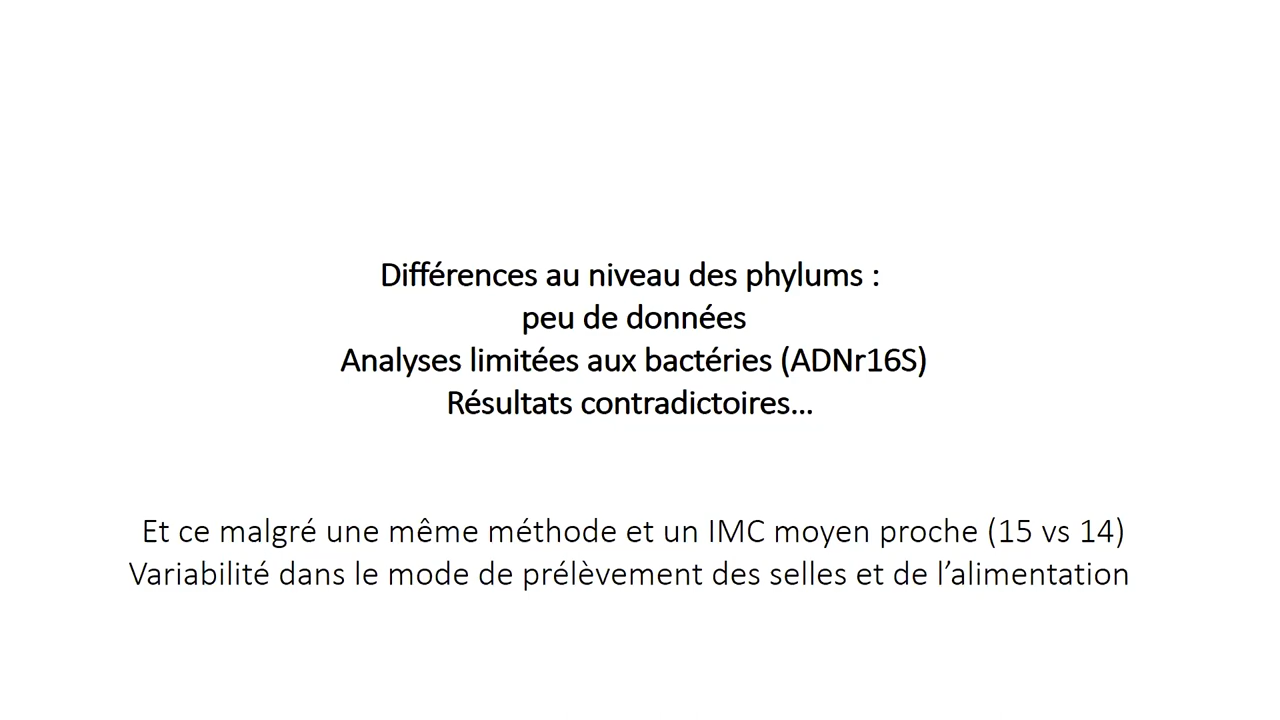 Différences au niveau des phylums :
peu de données
Analyses limitées aux bactéries (ADNr16S)
Résultats contradictoires...
Et ce malgré une même méthode et un IMC moyen proche (15 vs 14)
Variabilité dans le mode de prélèvement des selles et de l’alimentation